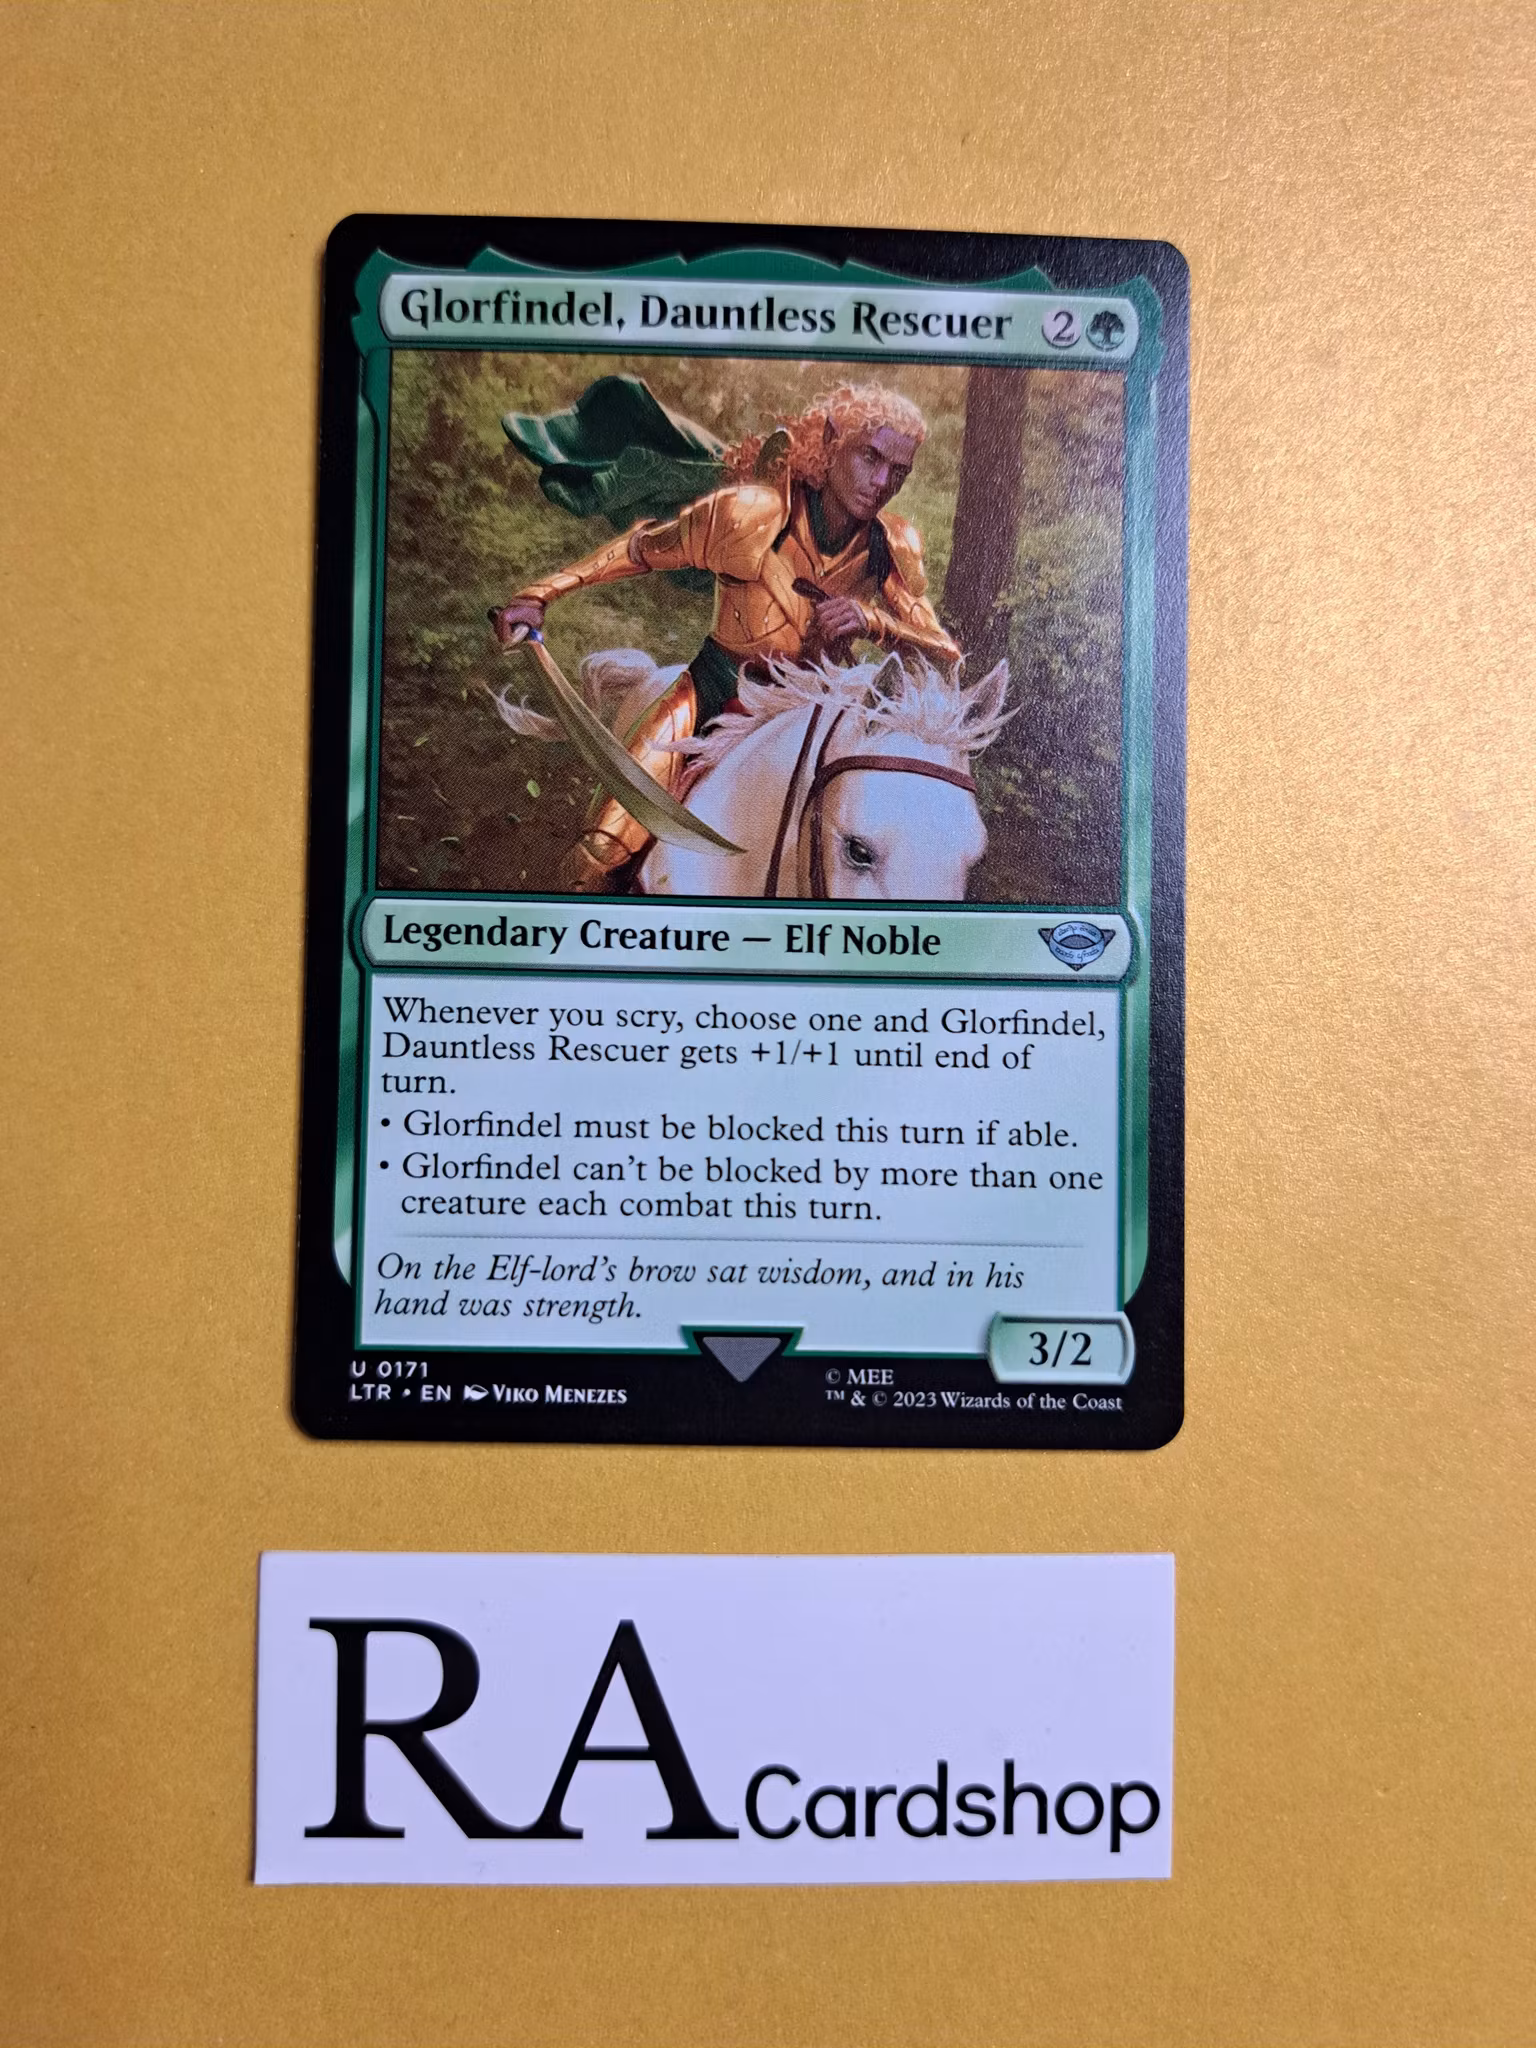 Glorfindel, Dauntless Rescuer 2
Legendary Creature — Elf Noble
Whenever you scry, choose one and Glorfindel,
Dauntless Rescuer gets +1/+1 until end of
turn.
• Glorfindel must be blocked this turn if able.
• Glorfindel can't be blocked by more than one
creature each combat this turn.
On the Elf-lord's brow sat wisdom, and in his
hand was strength.
3/2
U 0171
LTR • EN VIKO MENEZES
© MEE
™ & © 2023 Wizards of the Coast
RA Cardshop